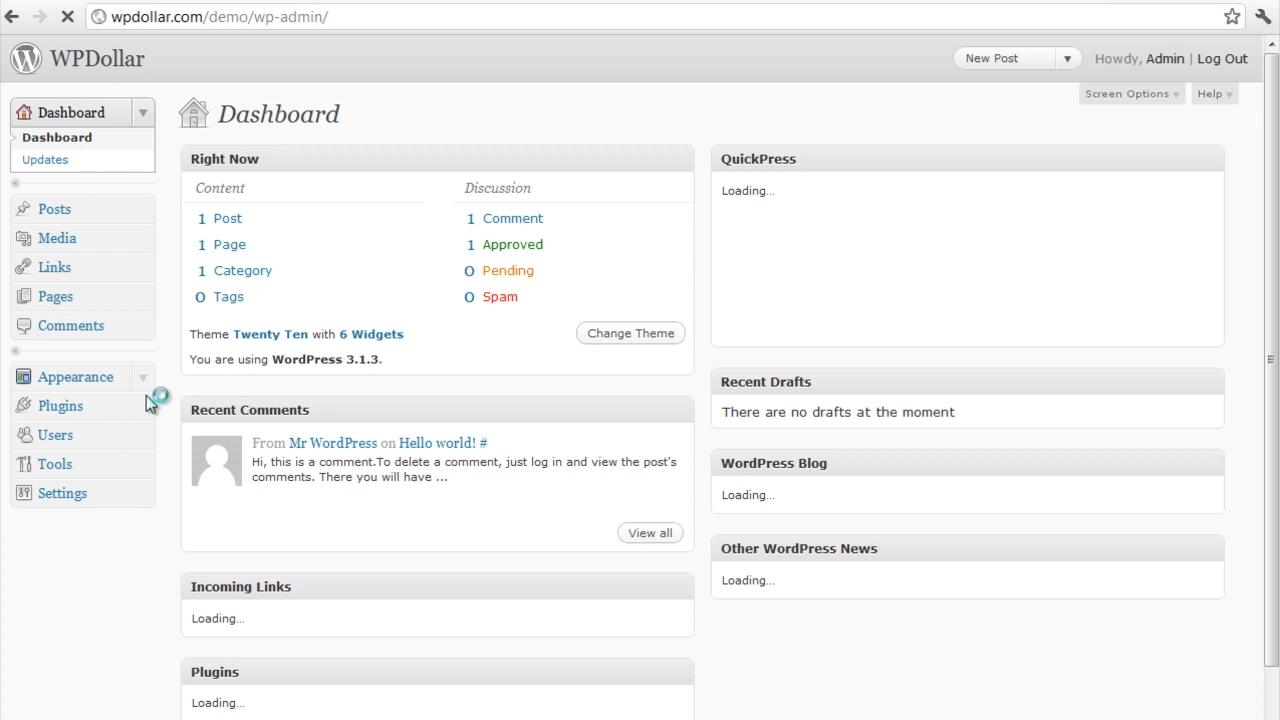 wpdollar.com/demo/wp-admin/
WPDollar
New Post
Howdy, Admin | Log Out
Screen Options
Help
Dashboard
Dashboard
Updates
Posts
Media
Links
Pages
Comments
Appearance
Plugins
Users
Tools
Settings
Dashboard
Right Now
Content
Discussion
1 Post
1 Comment
1 Page
1 Approved
1 Category
0 Pending
0 Tags
0 Spam
Theme Twenty Ten with 6 Widgets
Change Theme
You are using WordPress 3.1.3.
Recent Comments
From Mr WordPress on Hello world! #
Hi, this is a comment.To delete a comment, just log in and view the post's
comments. There you will have ...
View all
Incoming Links
Loading...
Plugins
Loading...
QuickPress
Loading...
Recent Drafts
There are no drafts at the moment
WordPress Blog
Loading...
Other WordPress News
Loading...